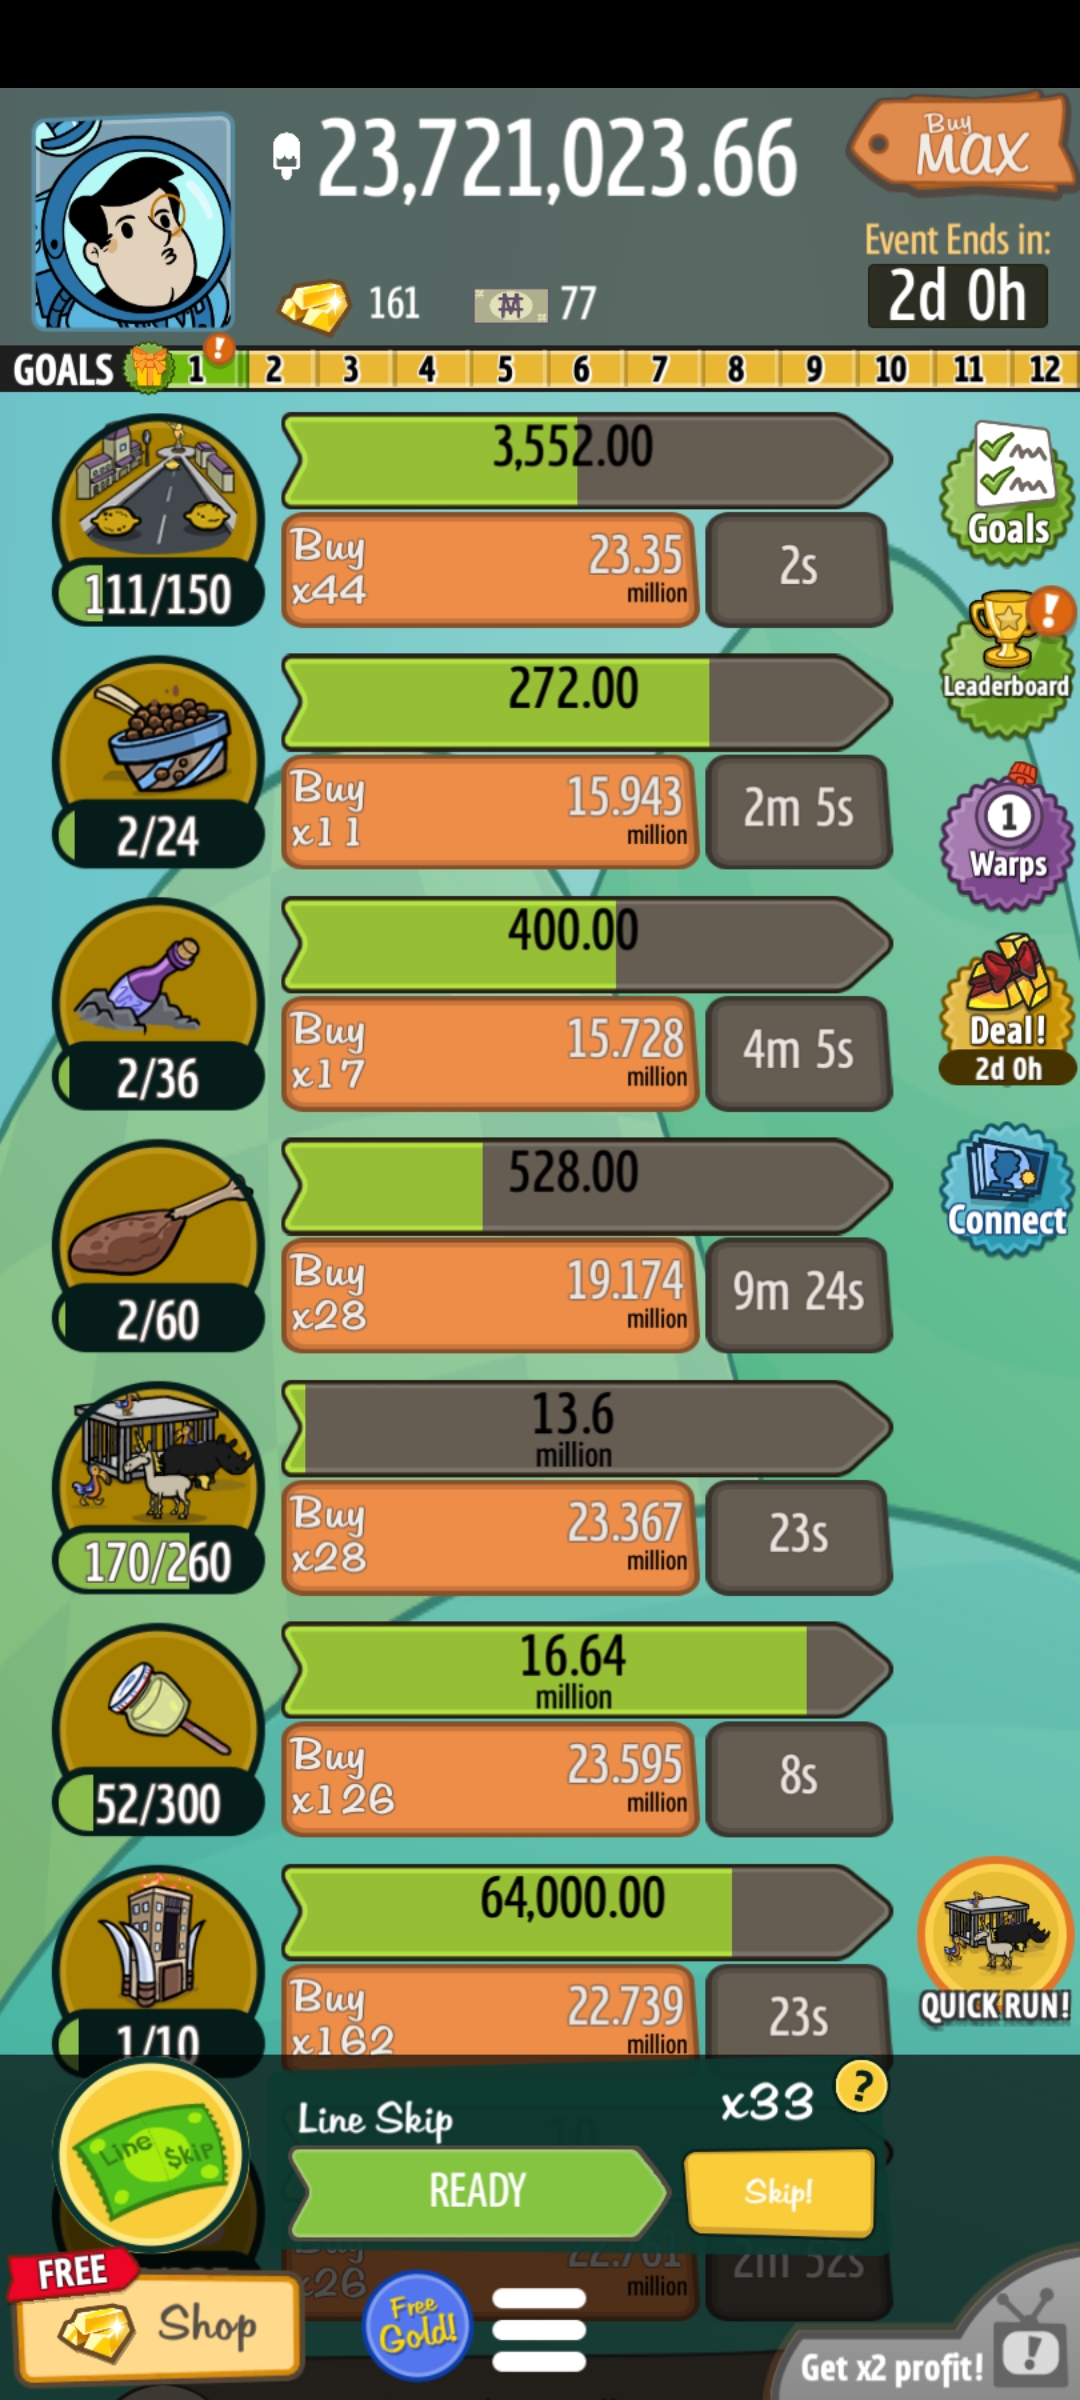 23,721,023.66
Buy
MAX
Event Ends in:
2d 0h
161
77
GOALS 1 ! 2 3 4 5 6 7 8 9 10 11 12
3,552.00
Buy
x44
23.35
million
2s
111/150
Goals
272.00
Buy
x11
15.943
million
2m 5s
2/24
!
Leaderboard
400.00
Buy
x17
15.728
million
4m 5s
2/36
1
Warps
Deal!
2d 0h
528.00
Buy
x28
19.174
million
9m 24s
2/60
Connect
13.6
million
Buy
x28
23.367
million
23s
170/260
16.64
million
Buy
x126
23.595
million
8s
52/300
64,000.00
Buy
x162
22.739
million
23s
1/10
QUICK RUN!
Line $kip
Line Skip
x33
?
READY
Skip!
Buy
x26
22.761
million
2m 52s
FREE
Shop
Free
Gold!
Get x2 profit!
!